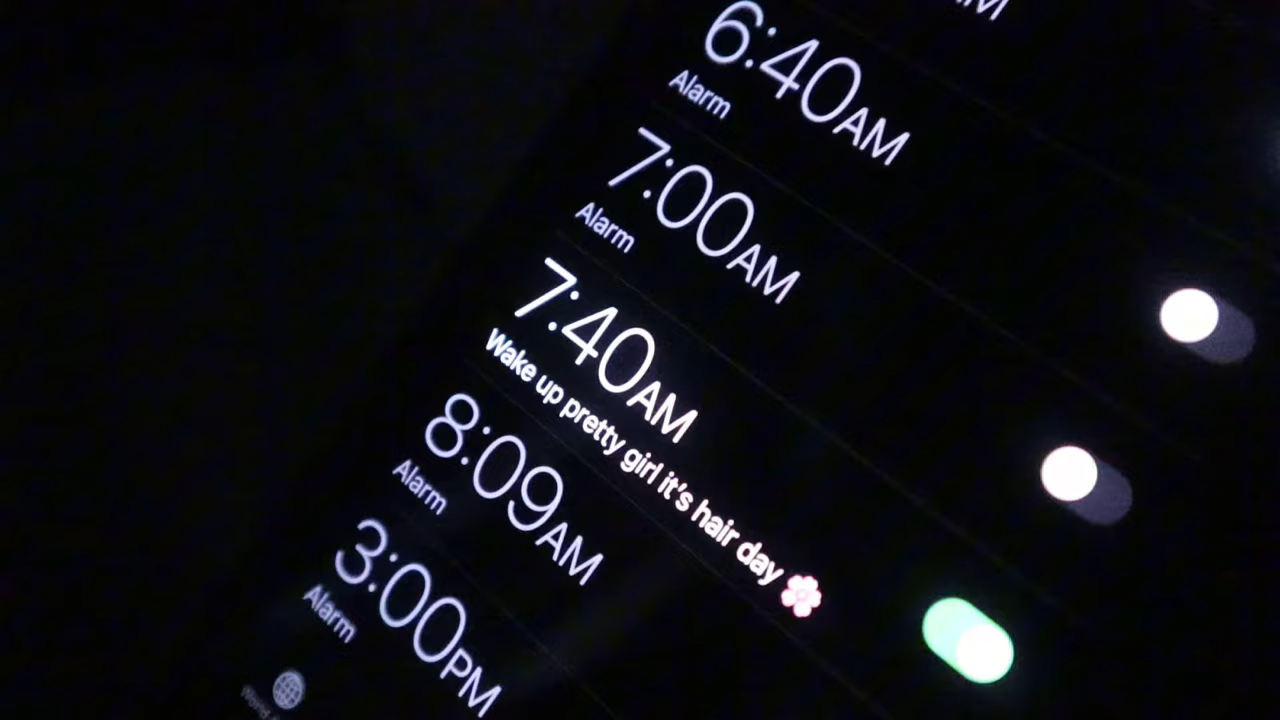 6:40AM
Alarm
7:00AM
Alarm
7:40AM
Wake up pretty girl it's hair day 🌸
8:09AM
Alarm
3:00PM
Alarm
World